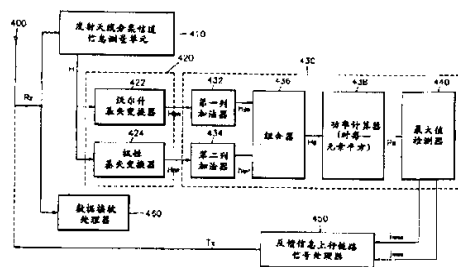 400
发射天线分集信道
信息测量单元
410
Rx
H
420
430
422
沃尔什
基矢变换器
432
第一列
加法器
436
组合器
438
功率计算器
(对每一
元素平方)
440
最大值
检测器
424
极性
基矢变换器
434
第二列
加法器
数据接收
处理器
460
450
反馈信息上行链路
信号处理器
Tx